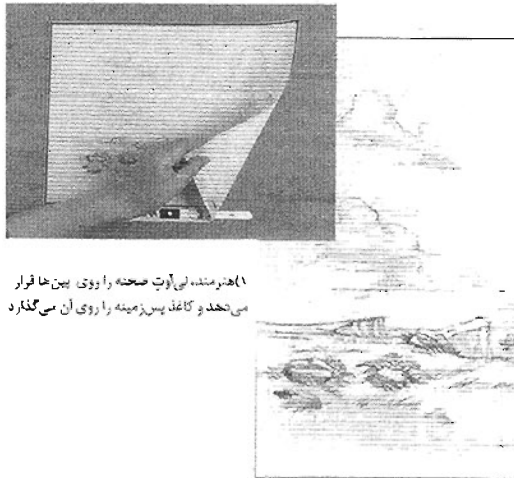 ۱)هنرمند، لی‌آوتِ صحنه را روی پین‌ها قرار
می‌دهد و کاغذ پس‌زمینه را روی آن می‌گذارد